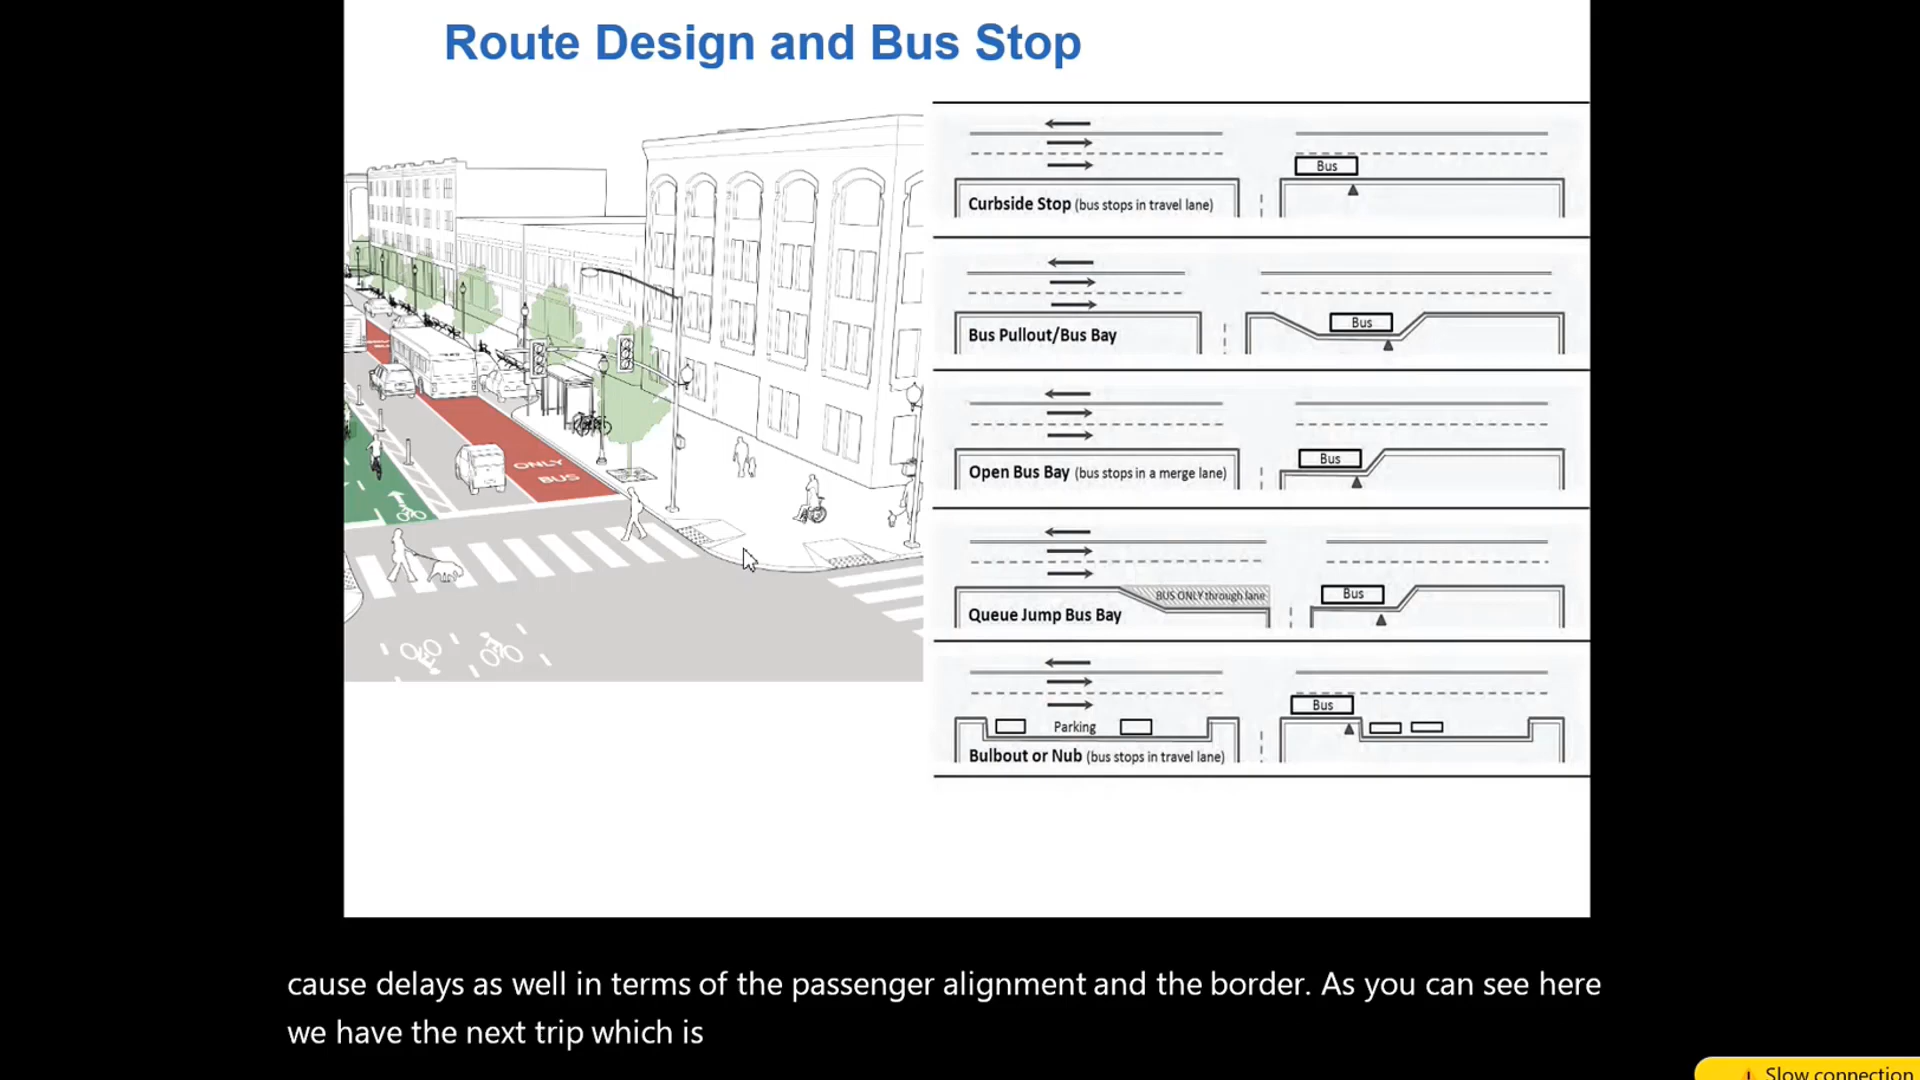 Route Design and Bus Stop
ONLY
BUS
Bus
Curbside Stop (bus stops in travel lane)
Bus
Bus Pullout/Bus Bay
Bus
Open Bus Bay (bus stops in a merge lane)
BUS ONLY through lane
Bus
Queue Jump Bus Bay
Bus
Parking
Bulbout or Nub (bus stops in travel lane)
cause delays as well in terms of the passenger alignment and the border. As you can see here
we have the next trip which is
Slow connection